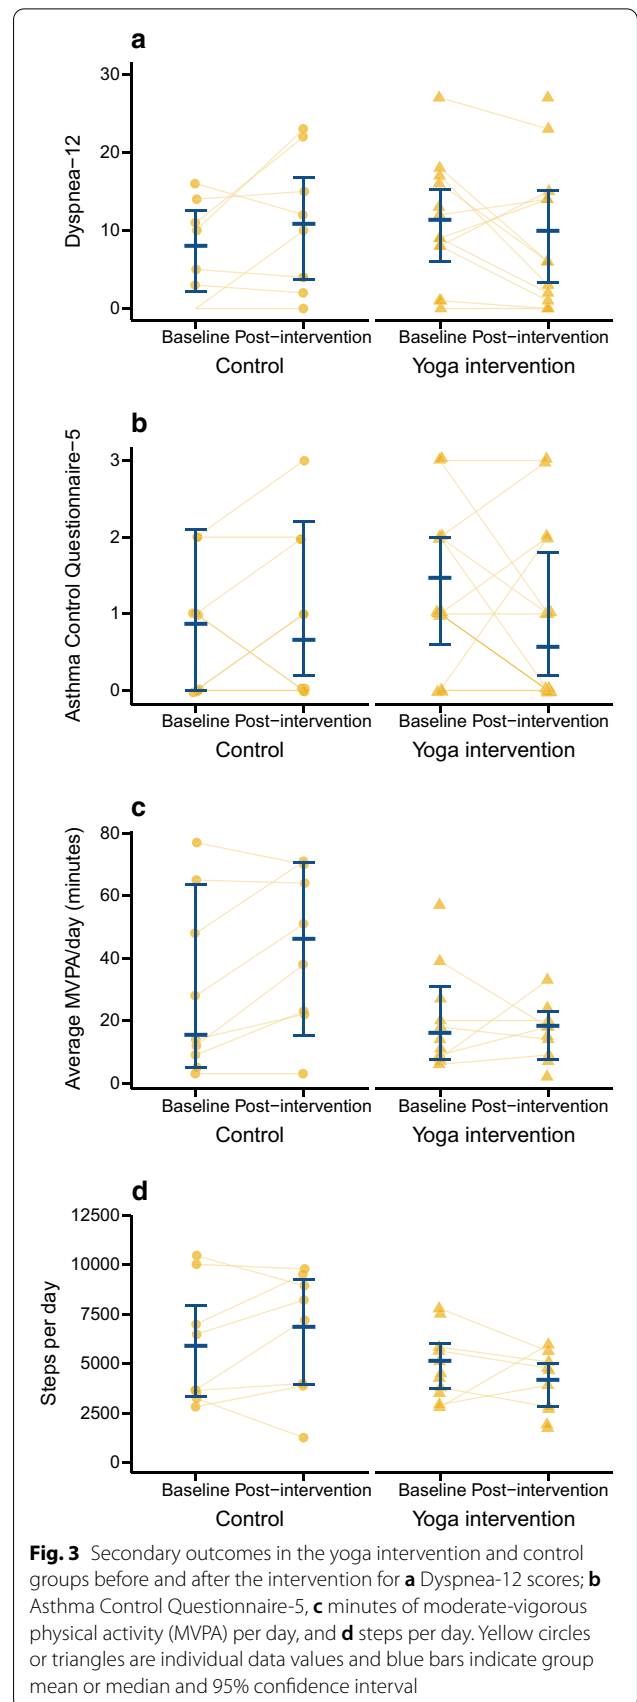 a
30
20
10
0
Dyspnea−12
Baseline Post−intervention Baseline Post−intervention
Control Yoga intervention
b
3
2
1
0
Asthma Control Questionnaire−5
Baseline Post−intervention Baseline Post−intervention
Control Yoga intervention
c
80
60
40
20
0
Average MVPA/day (minutes)
Baseline Post−intervention Baseline Post−intervention
Control Yoga intervention
d
12500
10000
7500
5000
2500
0
Steps per day
Baseline Post−intervention Baseline Post−intervention
Control Yoga intervention
Fig. 3 Secondary outcomes in the yoga intervention and control
groups before and after the intervention for a Dyspnea-12 scores; b
Asthma Control Questionnaire-5, c minutes of moderate-vigorous
physical activity (MVPA) per day, and d steps per day. Yellow circles
or triangles are individual data values and blue bars indicate group
mean or median and 95% confidence interval